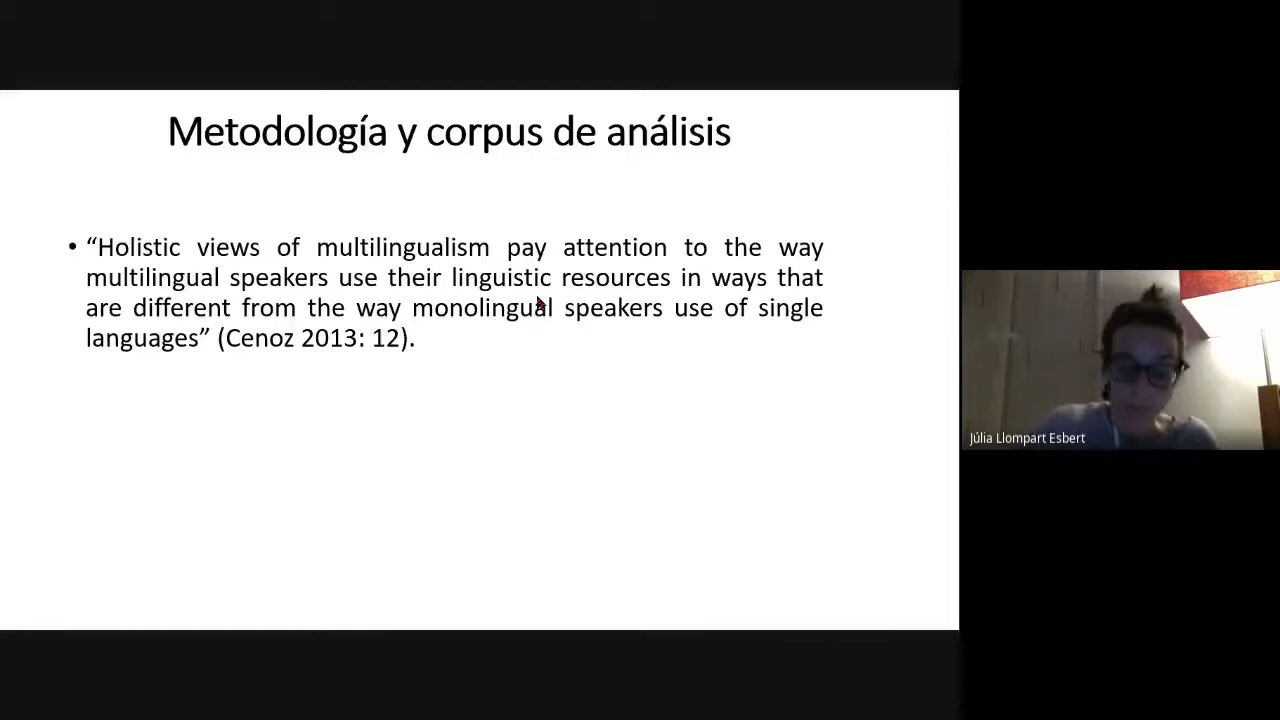 Metodología y corpus de análisis
• “Holistic views of multilingualism pay attention to the way
multilingual speakers use their linguistic resources in ways that
are different from the way monolingual speakers use of single
languages” (Cenoz 2013: 12).
Júlia Llompart Esbert